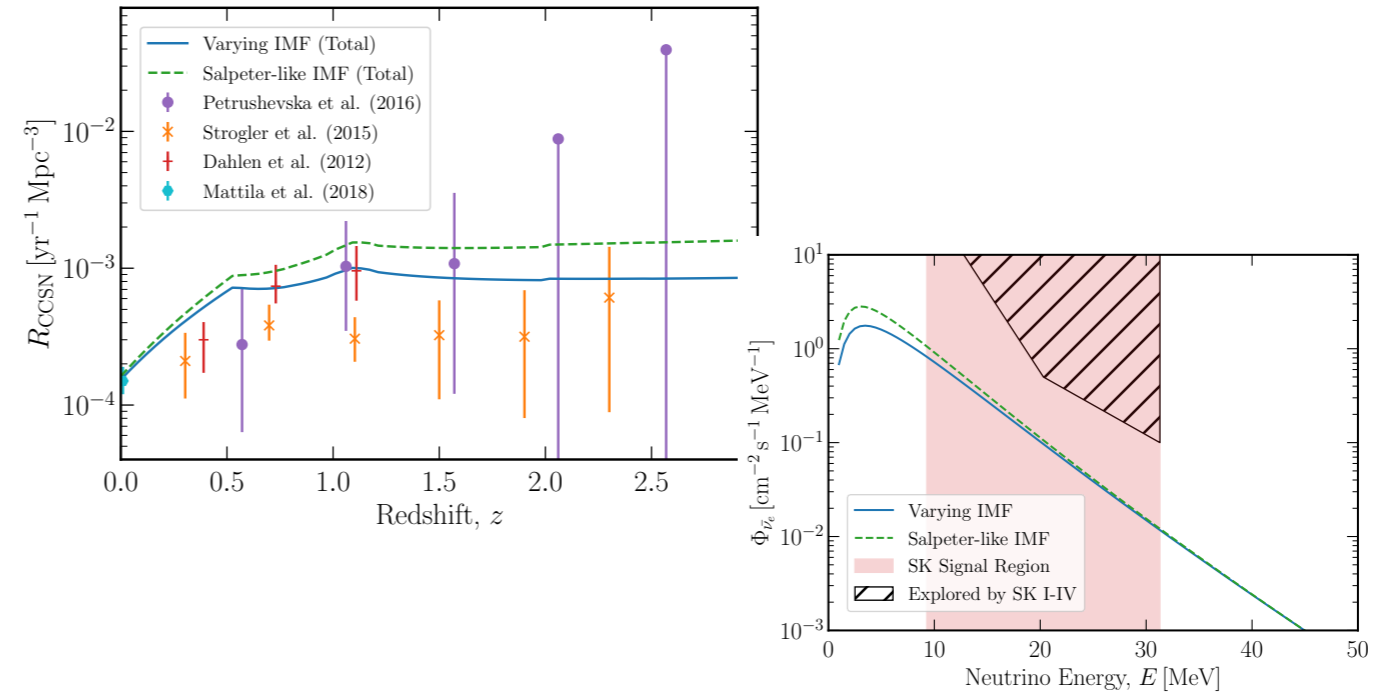 Varying IMF (Total)
Salpeter-like IMF (Total)
Petrushevska et al. (2016)
Strogler et al. (2015)
Dahlen et al. (2012)
Mattila et al. (2018)
R_CCSN [yr⁻¹ Mpc⁻³]
10⁻²
10⁻³
10⁻⁴
0.0 0.5 1.0 1.5 2.0 2.5
Redshift, z
Φ_ν̄ₑ [cm⁻² s⁻¹ MeV⁻¹]
10¹
10⁰
10⁻¹
10⁻²
10⁻³
Varying IMF
Salpeter-like IMF
SK Signal Region
Explored by SK I-IV
0 10 20 30 40 50
Neutrino Energy, E [MeV]